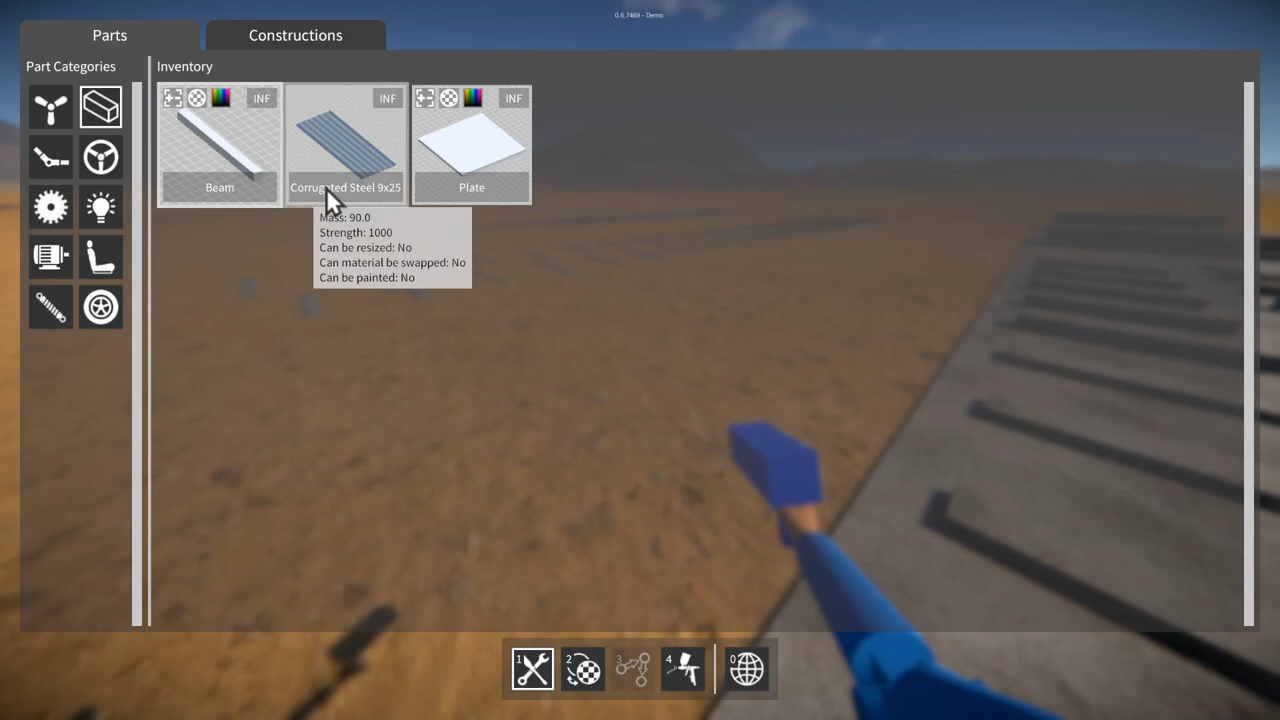 0.6.7469 - Demo
Parts
Constructions
Part Categories
Inventory
INF
INF
INF
Beam
Corrugated Steel 9x25
Plate
Mass: 90.0
Strength: 1000
Can be resized: No
Can material be swapped: No
Can be painted: No
1
2
3
4
0